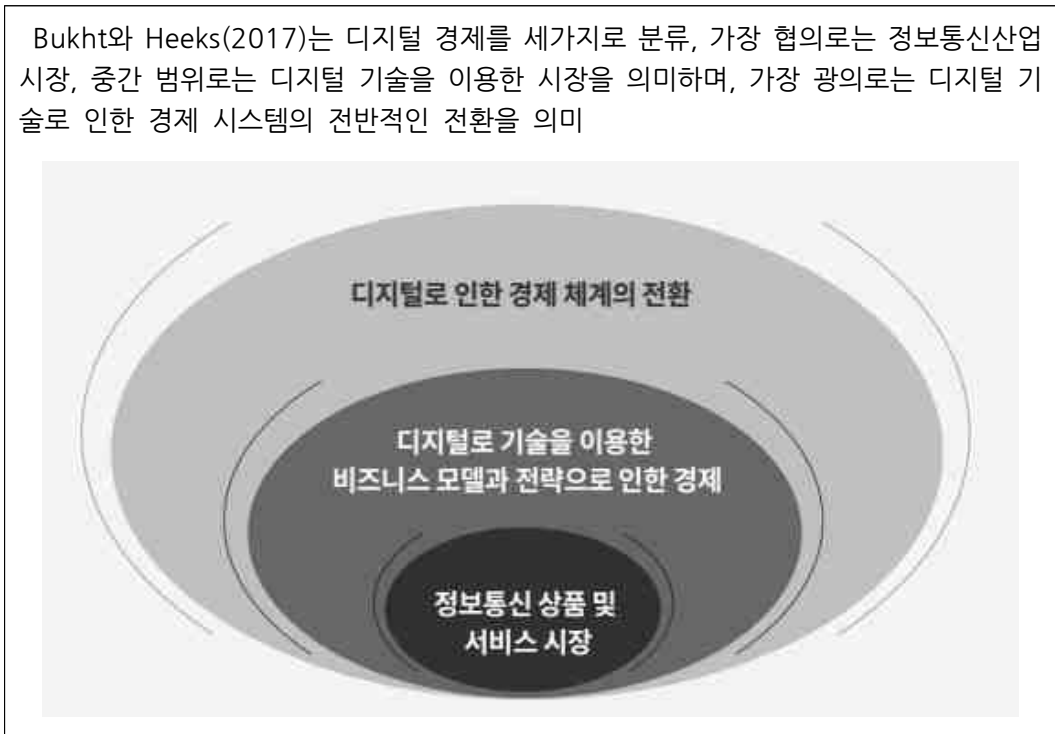 Bukht와 Heeks(2017)는 디지털 경제를 세가지로 분류, 가장 협의로는 정보통신산업
시장, 중간 범위로는 디지털 기술을 이용한 시장을 의미하며, 가장 광의로는 디지털 기
술로 인한 경제 시스템의 전반적인 전환을 의미
디지털로 인한 경제 체계의 전환
디지털로 기술을 이용한
비즈니스 모델과 전략으로 인한 경제
정보통신 상품 및
서비스 시장